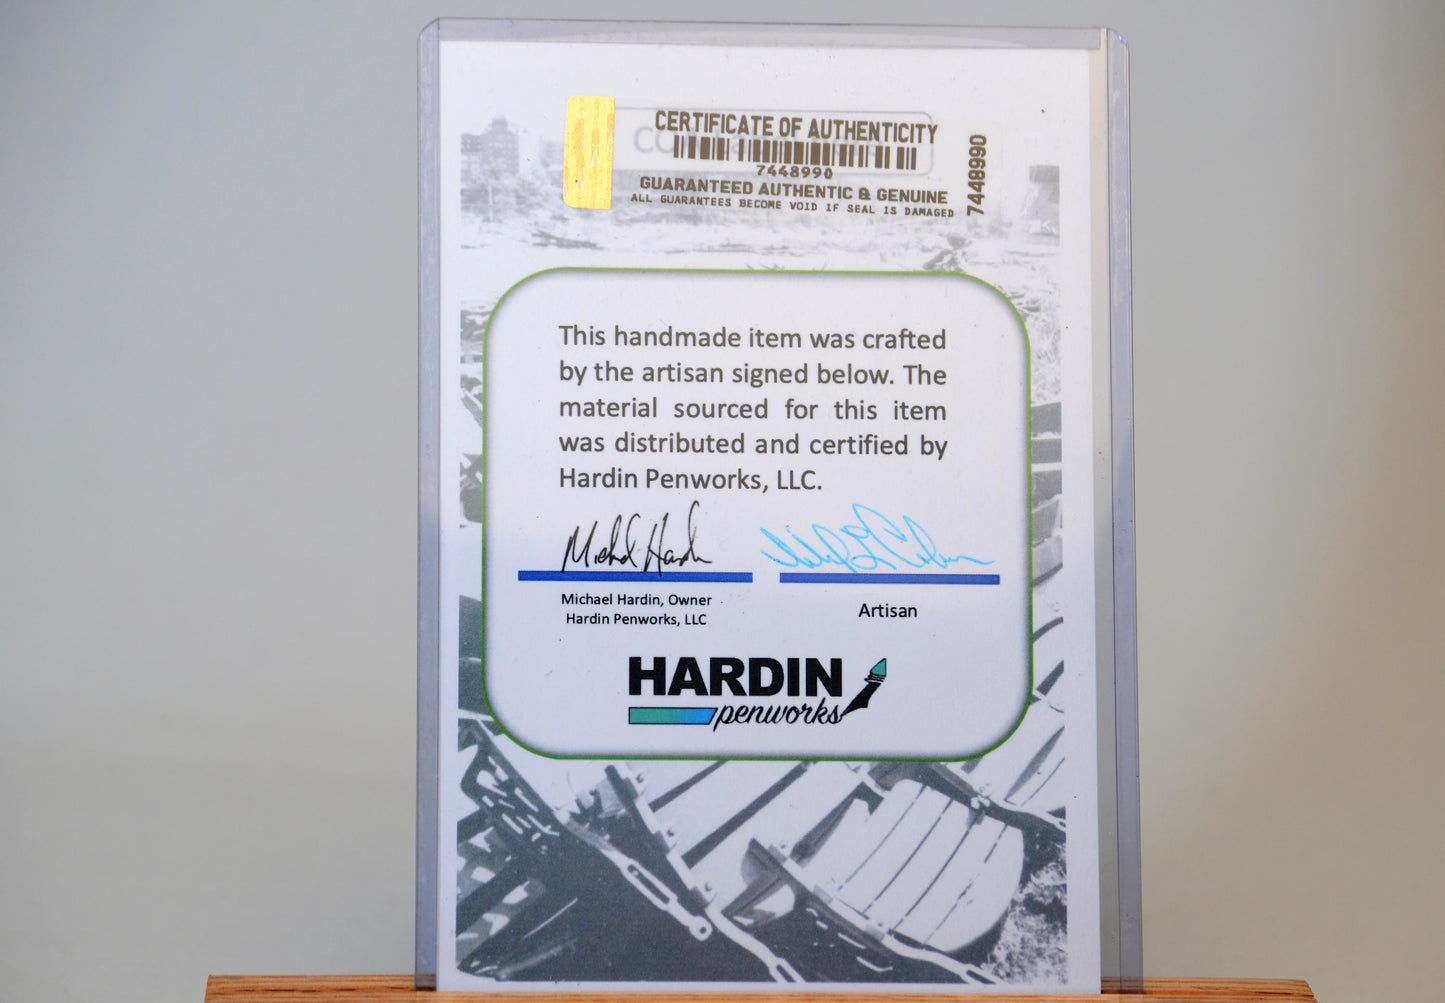 CERTIFICATE OF AUTHENTICITY
7448990
GUARANTEED AUTHENTIC & GENUINE
ALL GUARANTEES BECOME VOID IF SEAL IS DAMAGED
7448990
This handmade item was crafted
by the artisan signed below. The
material sourced for this item
was distributed and certified by
Hardin Penworks, LLC.
Michael Hardin
Michael Hardin, Owner
Hardin Penworks, LLC
Artisan
HARDIN
penworks